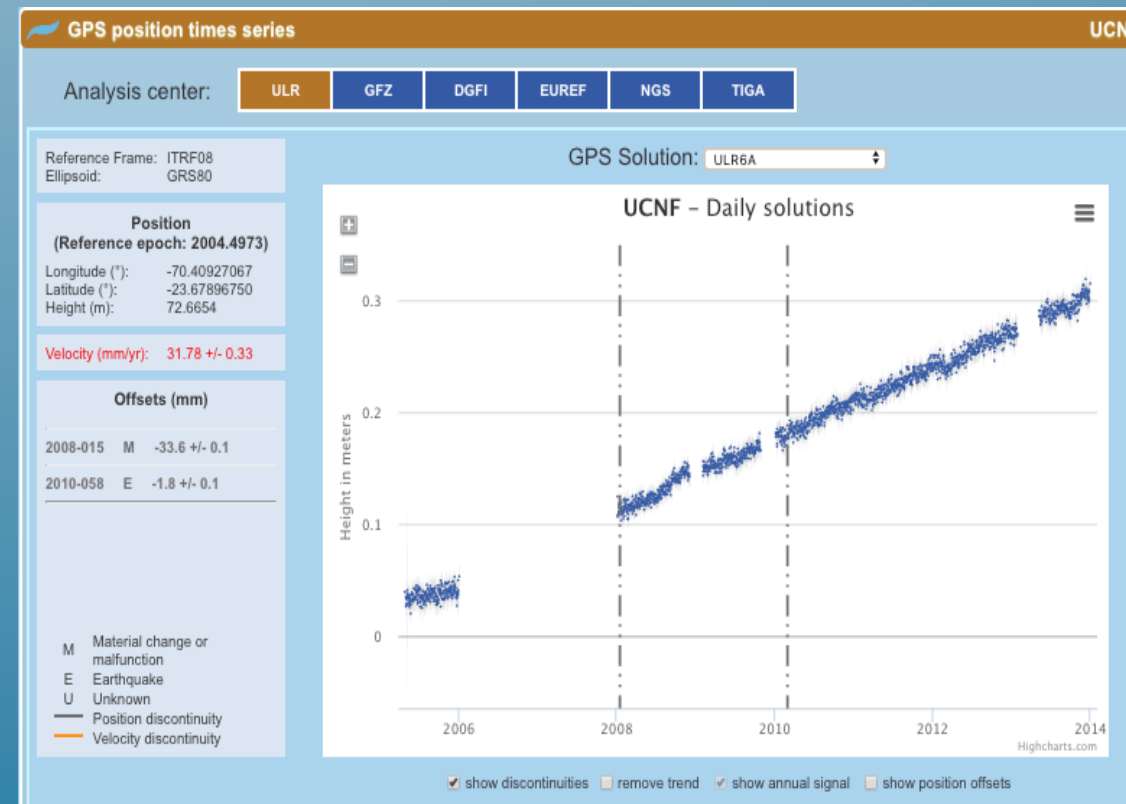 GPS position times series
UCN
Analysis center:
ULR
GFZ
DGFI
EUREF
NGS
TIGA
Reference Frame: ITRF08
Ellipsoid: GRS80
Position
(Reference epoch: 2004.4973)
Longitude (°): -70.40927067
Latitude (°): -23.67896750
Height (m): 72.6654
Velocity (mm/yr): 31.78 +/- 0.33
Offsets (mm)
2008-015 M -33.6 +/- 0.1
2010-058 E -1.8 +/- 0.1
M Material change or
malfunction
E Earthquake
U Unknown
Position discontinuity
Velocity discontinuity
GPS Solution: ULR6A
UCNF – Daily solutions
Height in meters
0.3
0.2
0.1
0
2006
2008
2010
2012
2014
Highcharts.com
show discontinuities
remove trend
show annual signal
show position offsets